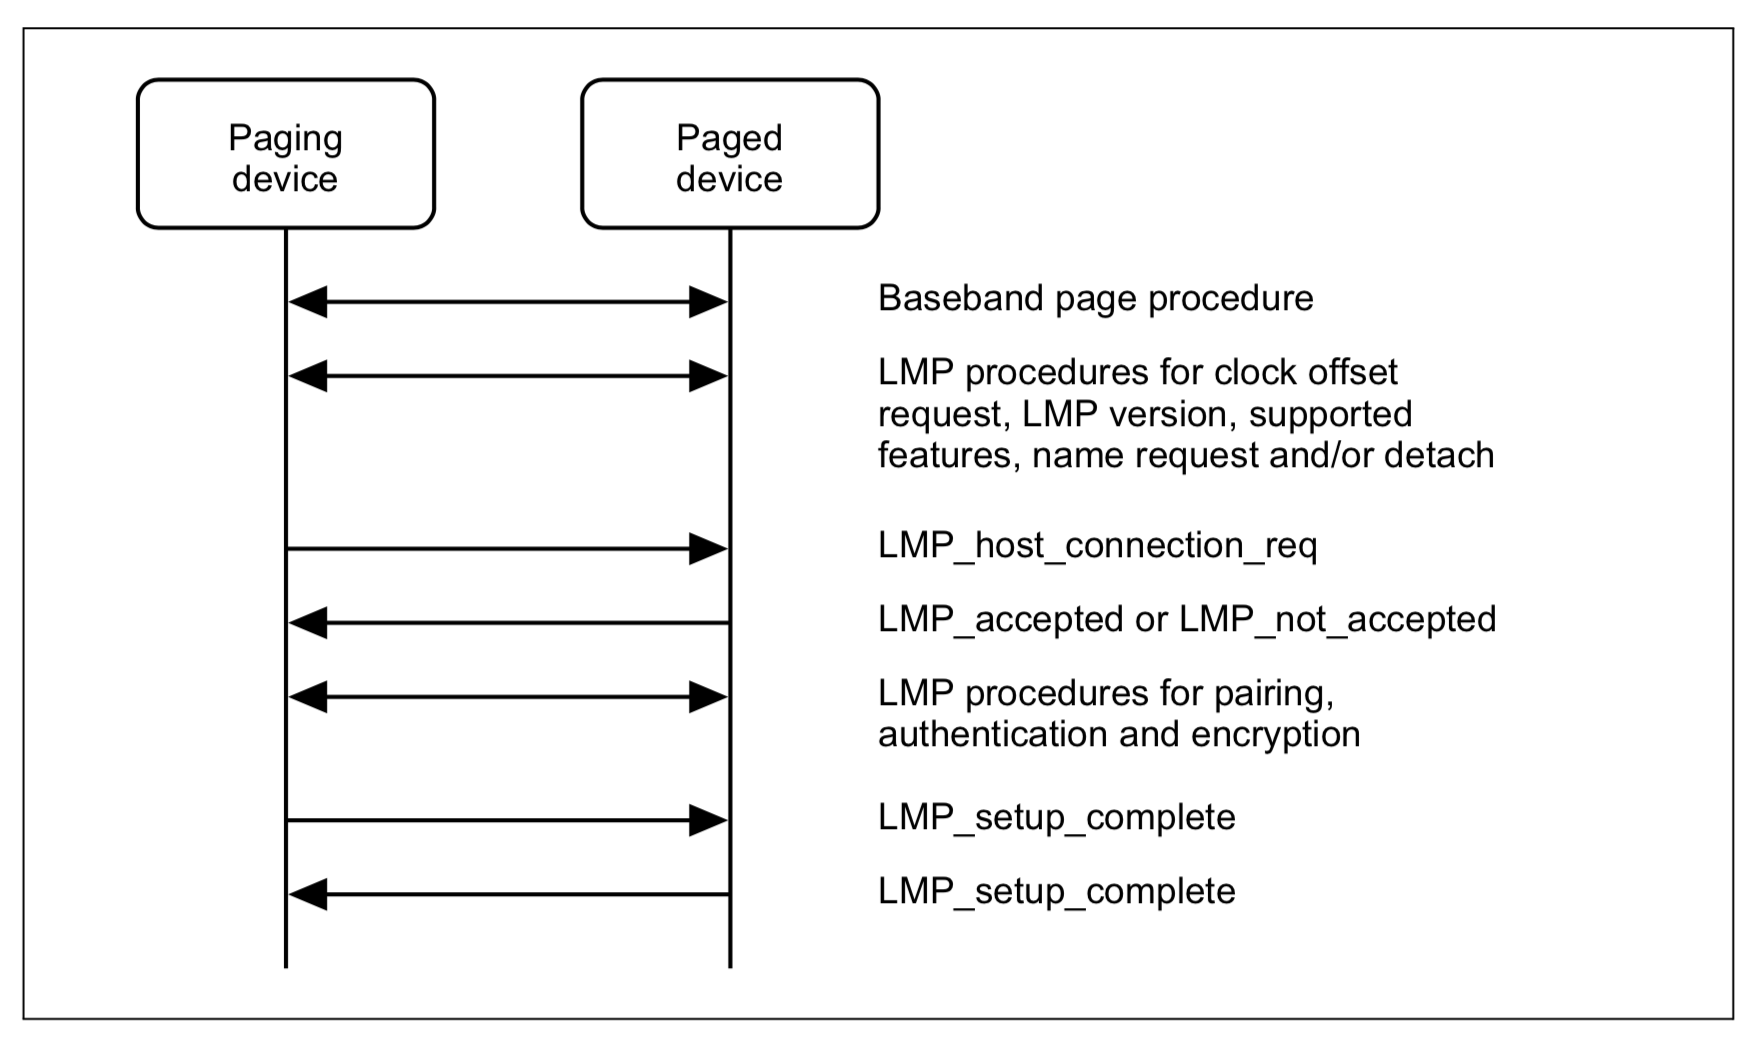 Paging
device
Paged
device
Baseband page procedure
LMP procedures for clock offset
request, LMP version, supported
features, name request and/or detach
LMP_host_connection_req
LMP_accepted or LMP_not_accepted
LMP procedures for pairing,
authentication and encryption
LMP_setup_complete
LMP_setup_complete